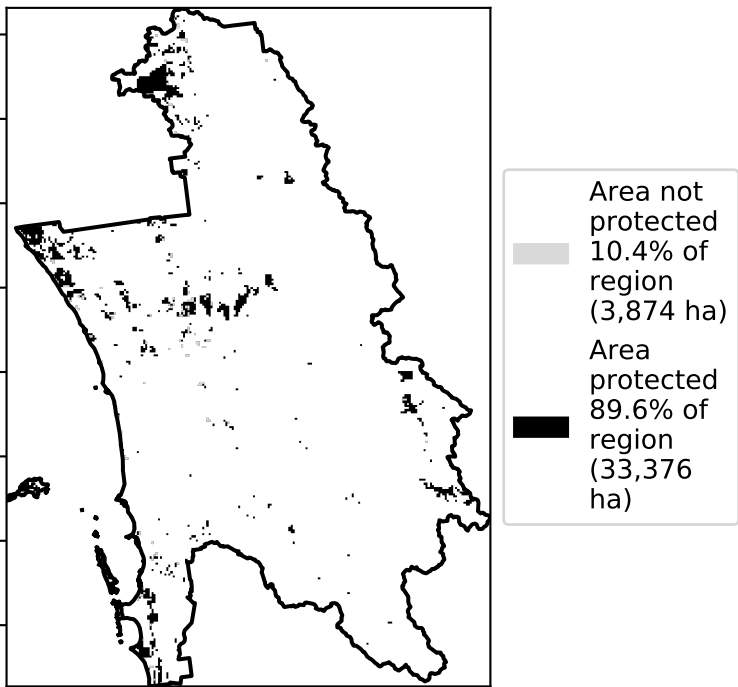 Area not
protected
10.4% of
region
(3,874 ha)
Area
protected
89.6% of
region
(33,376
ha)